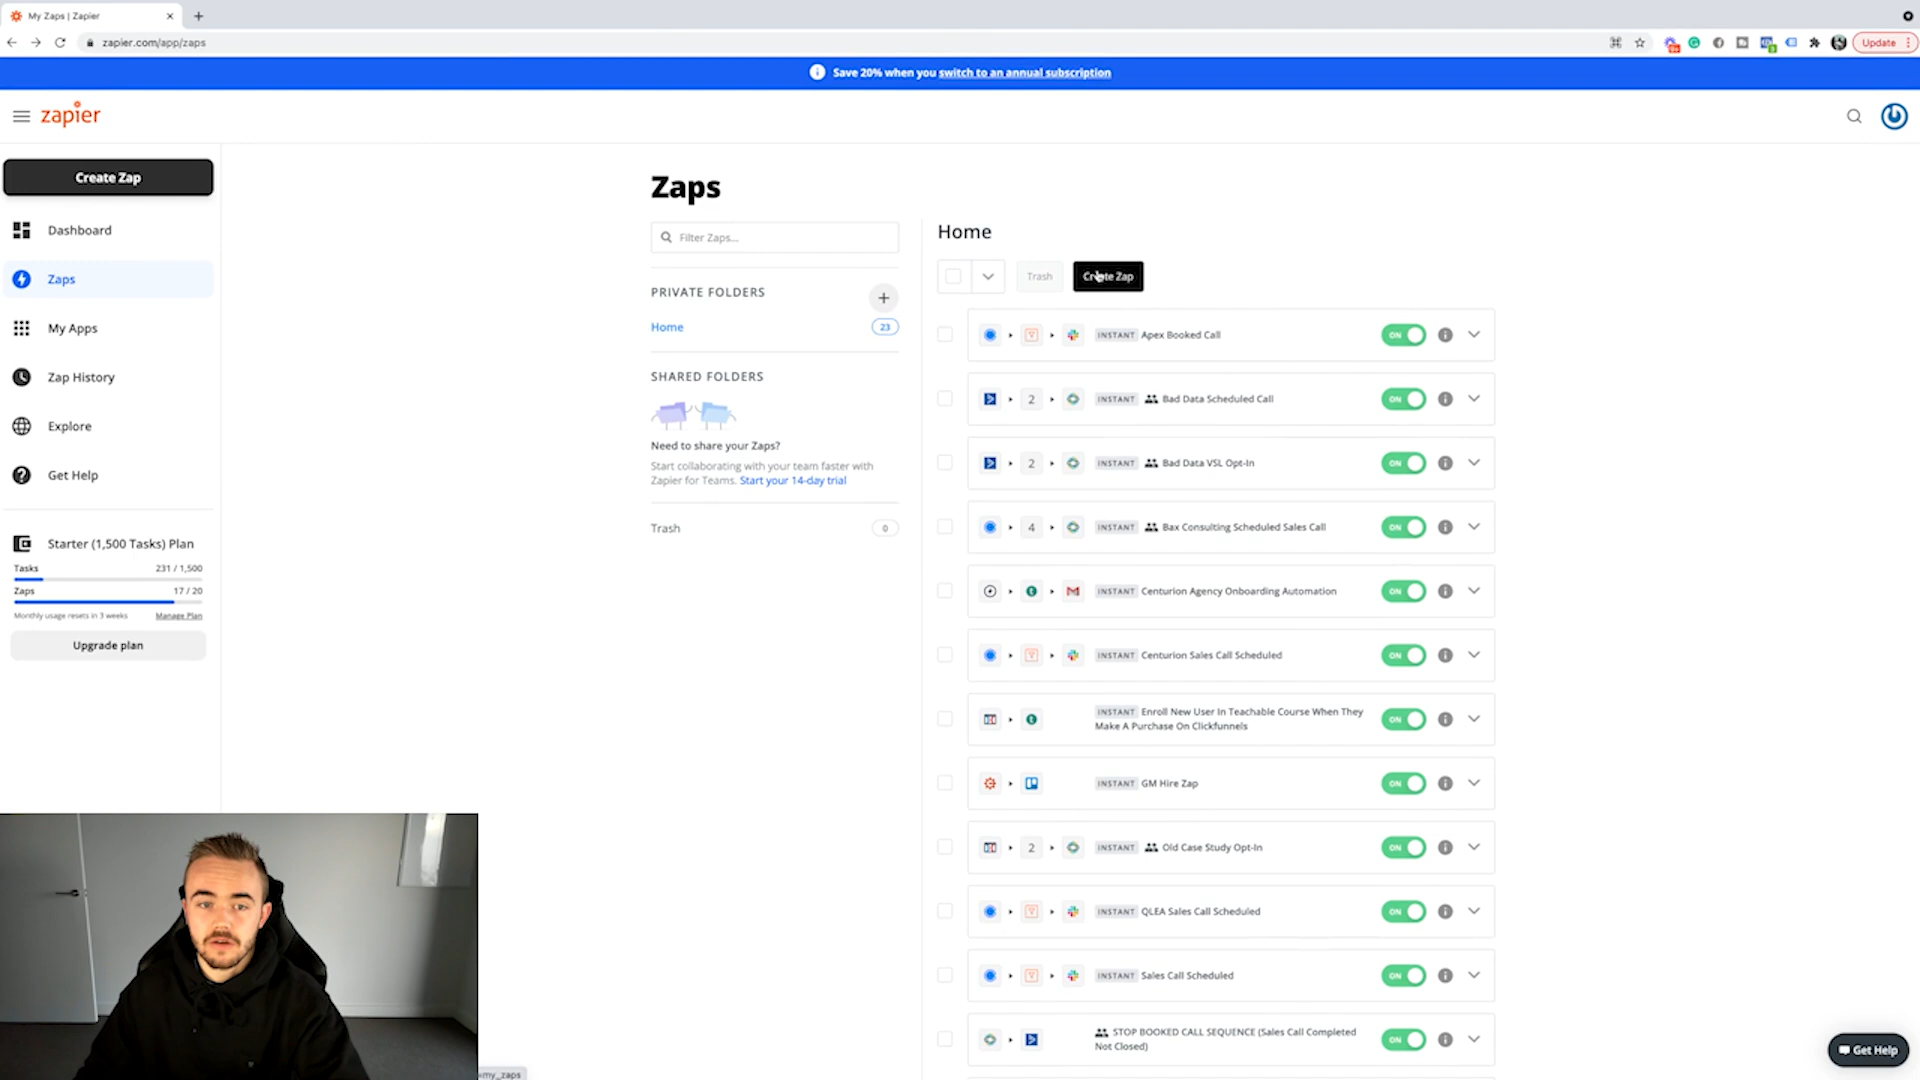 My Zaps | Zapier
zapier.com/app/zaps
Update
Save 20% when you switch to an annual subscription
zapier
Create Zap
Dashboard
Zaps
My Apps
Zap History
Explore
Get Help
Starter (1,500 Tasks) Plan
Tasks 231 / 1,500
Zaps 17 / 20
Monthly usage resets in 3 weeks Manage Plan
Upgrade plan
Zaps
Filter Zaps...
PRIVATE FOLDERS
Home 23
SHARED FOLDERS
Need to share your Zaps?
Start collaborating with your team faster with
Zapier for Teams. Start your 14-day trial
Trash 0
Home
Trash Create Zap
INSTANT Apex Booked Call ON
2 INSTANT Bad Data Scheduled Call ON
2 INSTANT Bad Data VSL Opt-In ON
4 INSTANT Bax Consulting Scheduled Sales Call ON
INSTANT Centurion Agency Onboarding Automation ON
INSTANT Centurion Sales Call Scheduled ON
INSTANT Enroll New User In Teachable Course When They
Make A Purchase On Clickfunnels ON
INSTANT GM Hire Zap ON
2 INSTANT Old Case Study Opt-In ON
INSTANT QLEA Sales Call Scheduled ON
INSTANT Sales Call Scheduled ON
STOP BOOKED CALL SEQUENCE (Sales Call Completed
Not Closed) ON
Get Help
my_zaps